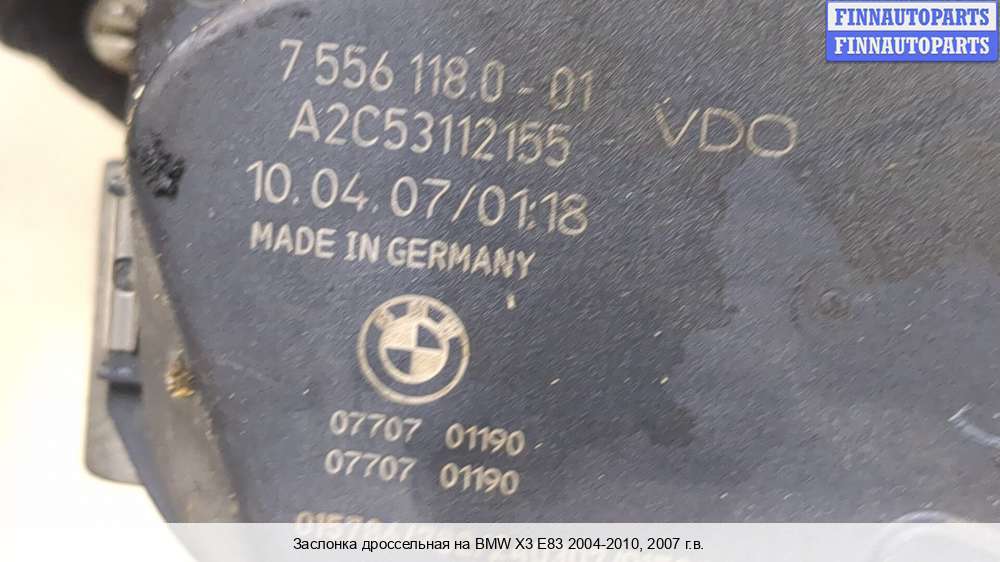 FINNAUTOPARTS
FINNAUTOPARTS
7 556 118.0 - 01
A2C53112155
VDO
10.04.07/01:18
MADE IN GERMANY
BMW
07707 01190
07707 01190
Заслонка дроссельная на BMW X3 E83 2004-2010, 2007 г.в.